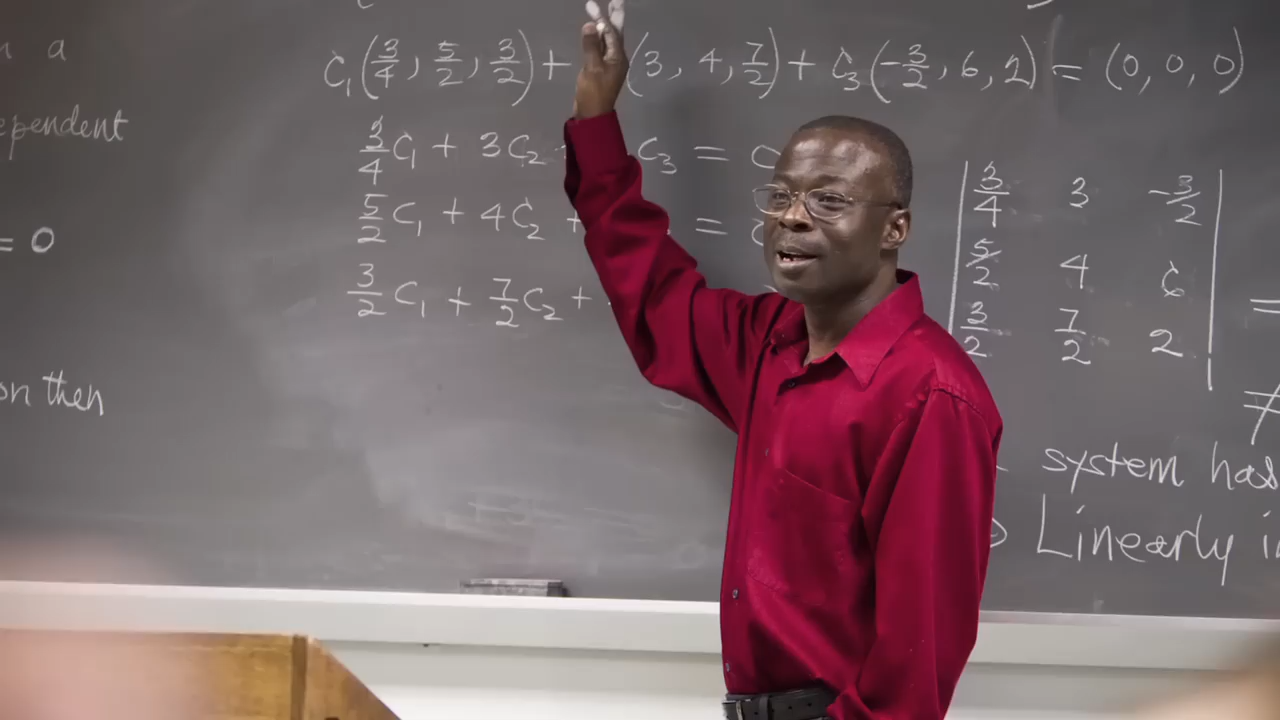 n a
ependent
= 0
on then
C₁(3/4, 5/2, 3/2) + (3, 4, 7/2) + C₃(-3/2, 6, 2) = (0, 0, 0)
3/4 C₁ + 3C₂ C₃ = 0
5/2 C₁ + 4C₂ + =
3/2 C₁ + 7/2 C₂ +
3/4 3 -3/2
5/2 4 6
3/2 7/2 2
=
≠
system has
Linearly in